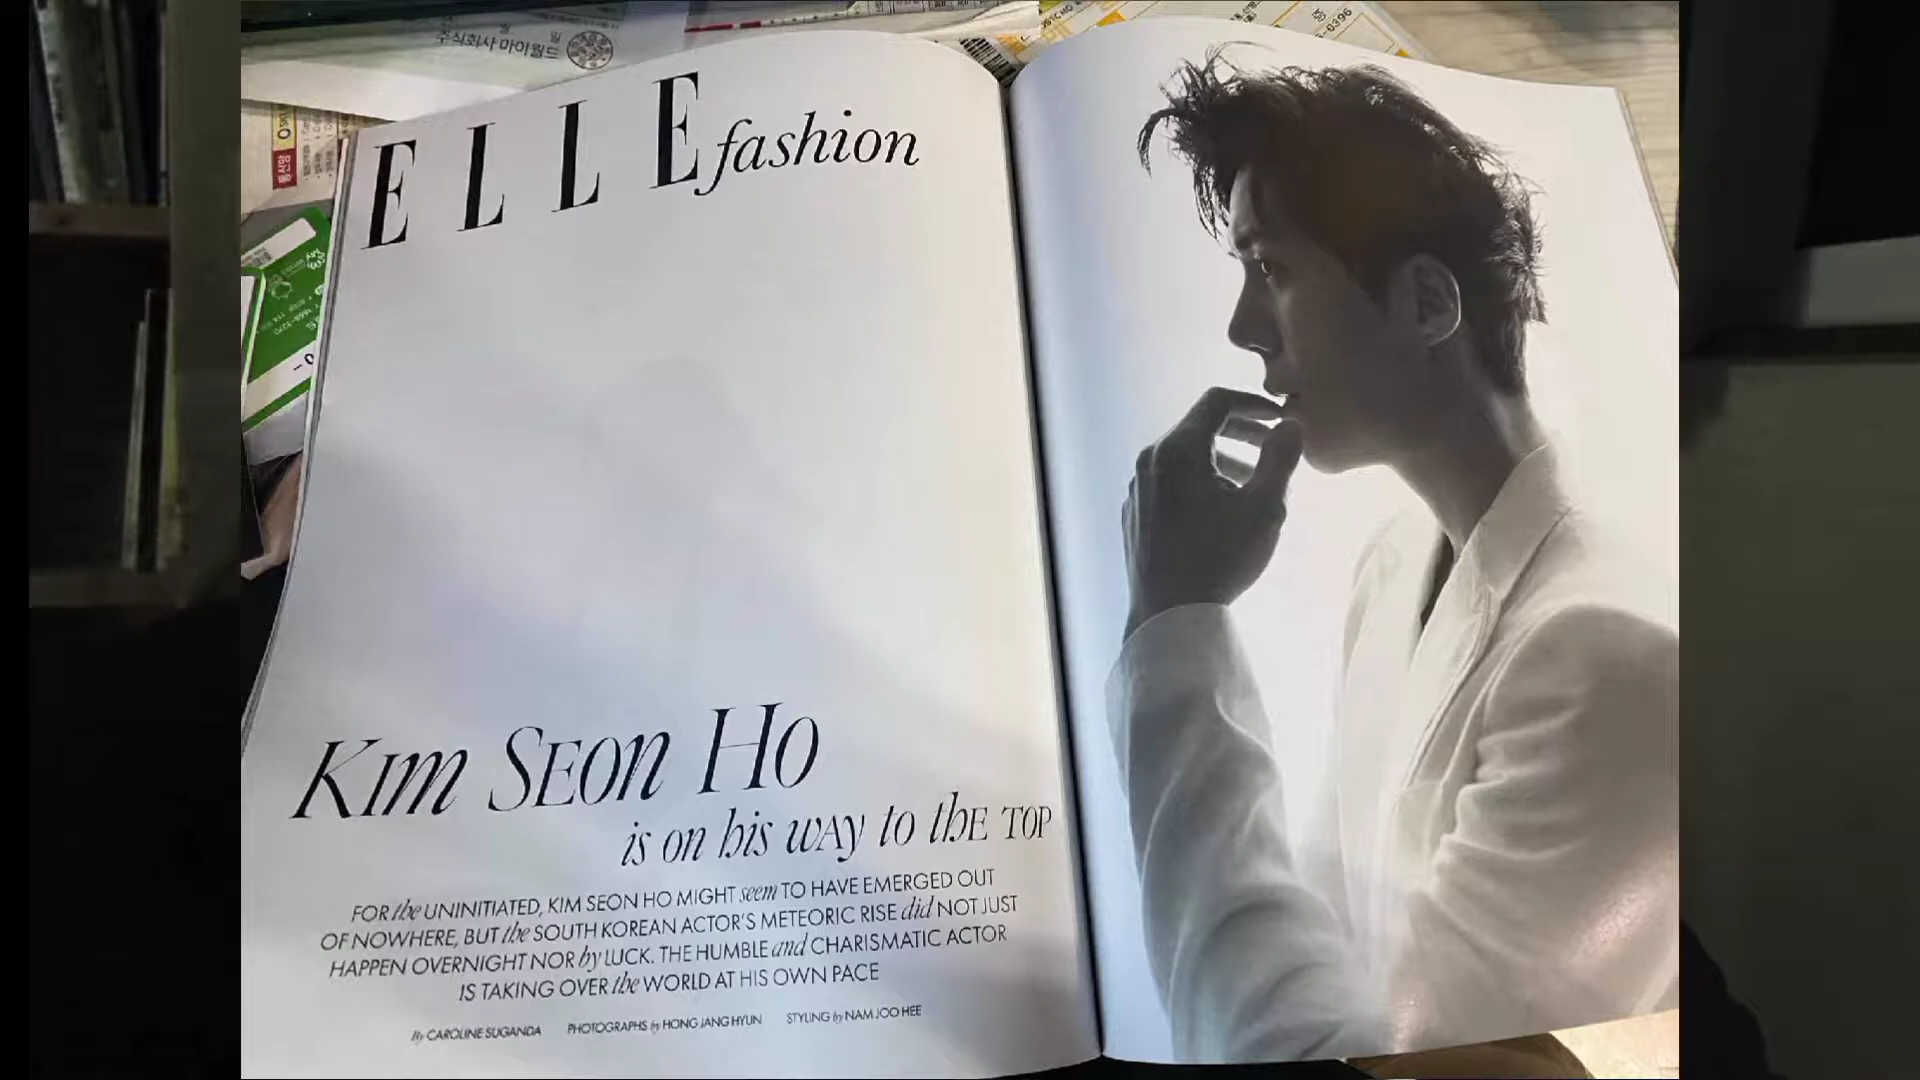 주식회사 마이월드
6-0396
ELLE fashion
KIM SEON HO
is on his WAY to thE TOP
FOR the UNINITIATED, KIM SEON HO MIGHT seem TO HAVE EMERGED OUT
OF NOWHERE, BUT the SOUTH KOREAN ACTOR'S METEORIC RISE did NOT JUST
HAPPEN OVERNIGHT NOR by LUCK. THE HUMBLE and CHARISMATIC ACTOR
IS TAKING OVER the WORLD AT HIS OWN PACE
By CAROLINE SUGANDA PHOTOGRAPHS by HONG JANG HYUN STYLING by NAM JOO HEE